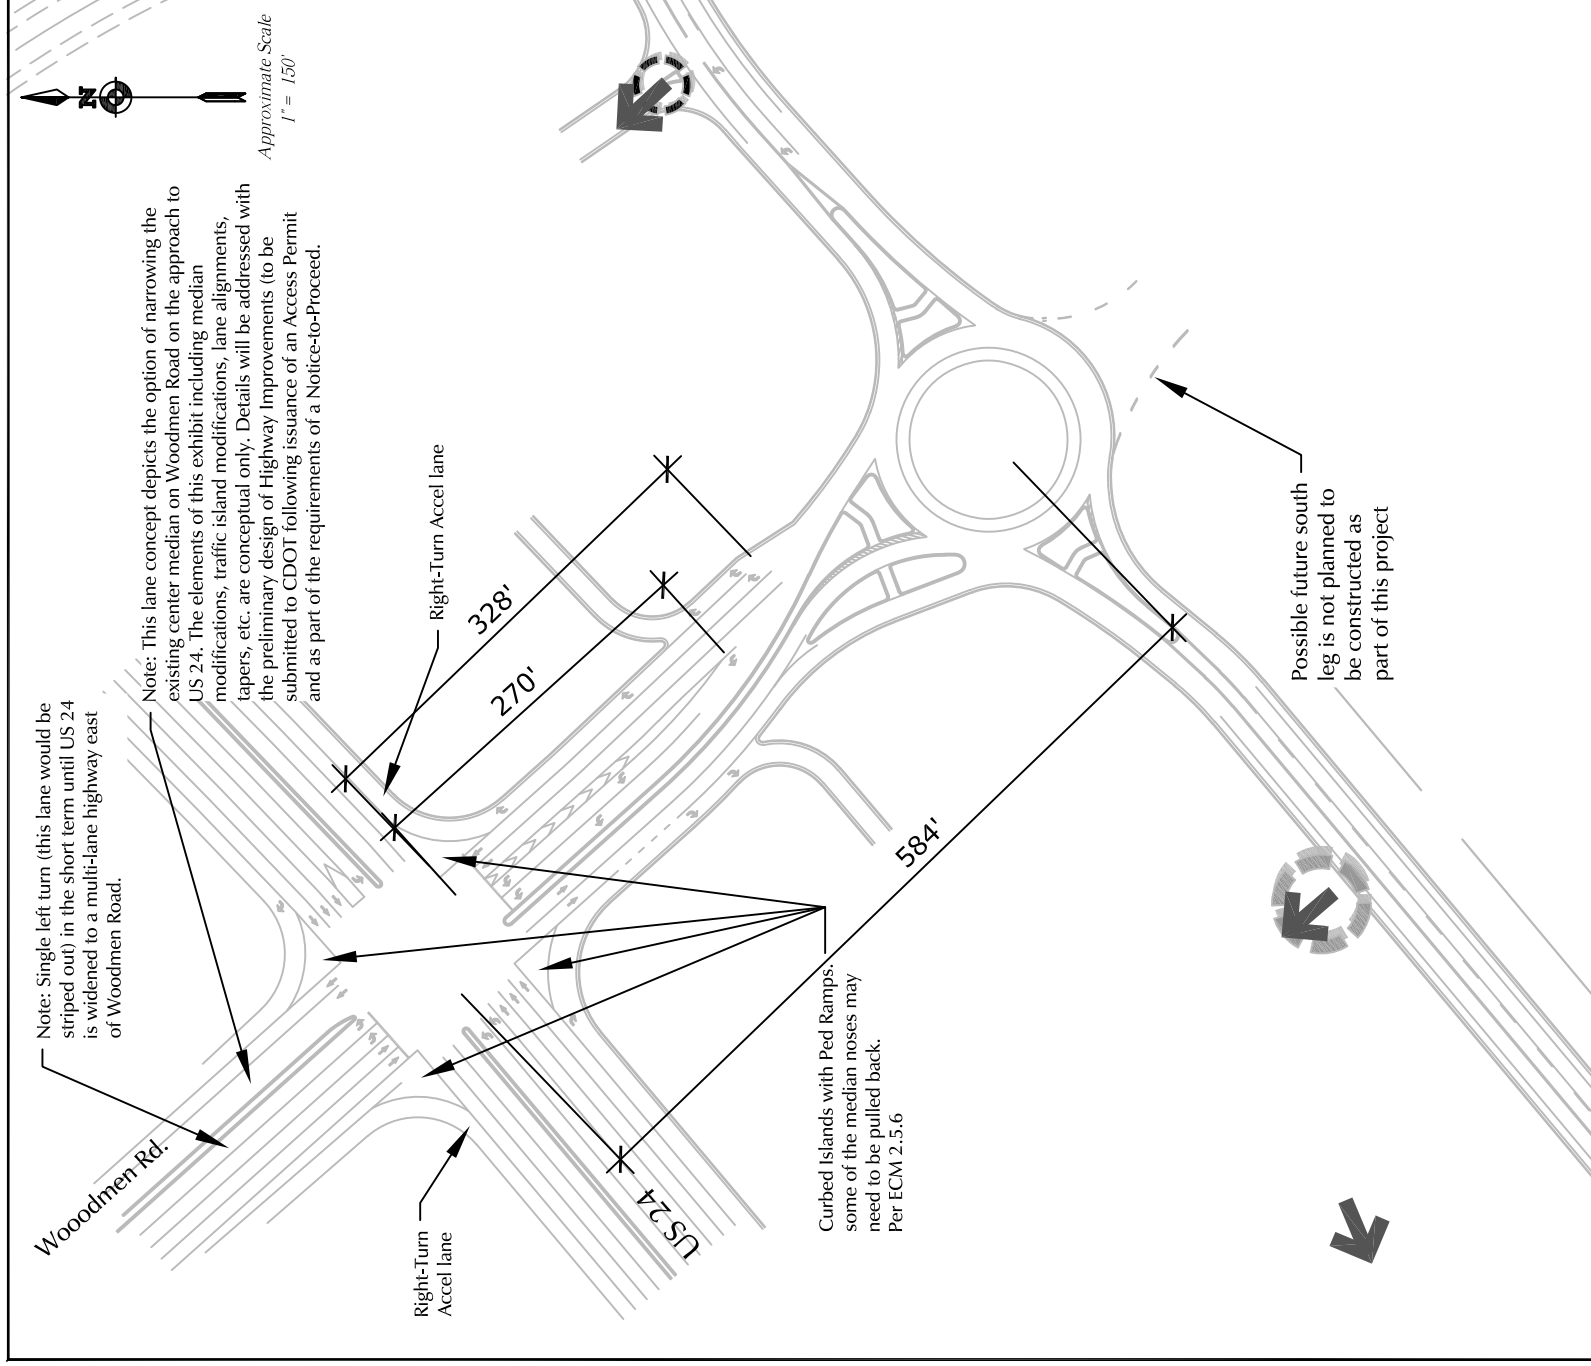 Note: Single left turn (this lane would be
striped out) in the short term until US 24
is widened to a multi-lane highway east
of Woodmen Road.
Wooodmen Rd.
N
Approximate Scale
1" = 150'
Note: This lane concept depicts the option of narrowing the
existing center median on Woodmen Road on the approach to
US 24. The elements of this exhibit including median
modifications, traffic island modifications, lane alignments,
tapers, etc. are conceptual only. Details will be addressed with
the preliminary design of Highway Improvements (to be
submitted to CDOT following issuance of an Access Permit
and as part of the requirements of a Notice-to-Proceed.
Right-Turn
Accel lane
Right-Turn Accel lane
328'
270'
US 24
Curbed Islands with Ped Ramps.
some of the median noses may
need to be pulled back.
Per ECM 2.5.6
584'
Possible future south
leg is not planned to
be constructed as
part of this project